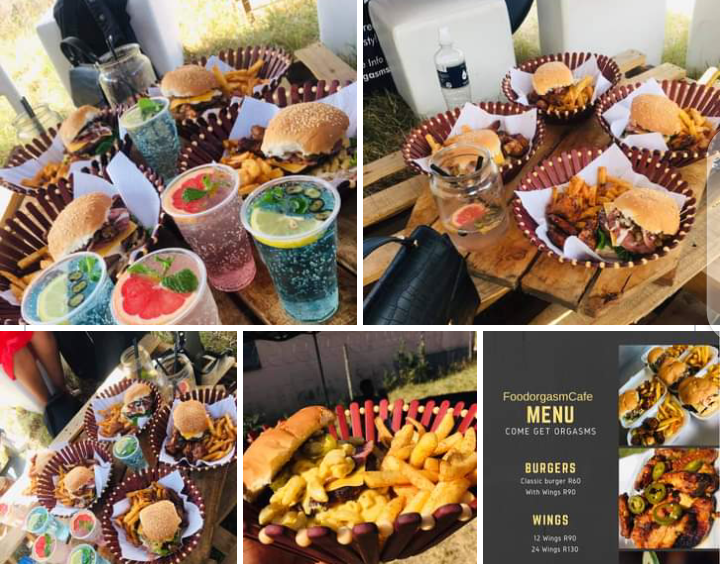 FoodorgasmCafe
MENU
COME GET ORGASMS
BURGERS
Classic burger R60
With Wings R90
WINGS
12 Wings R90
24 Wings R130